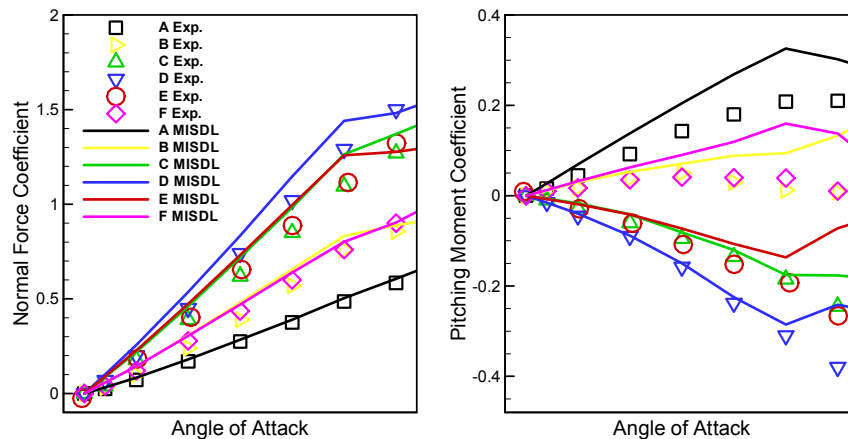 Normal Force Coefficient
2
1.5
1
0.5
0
A Exp.
B Exp.
C Exp.
D Exp.
E Exp.
F Exp.
A MISDL
B MISDL
C MISDL
D MISDL
E MISDL
F MISDL
Angle of Attack
Pitching Moment Coefficient
0.4
0.2
0
-0.2
-0.4
Angle of Attack